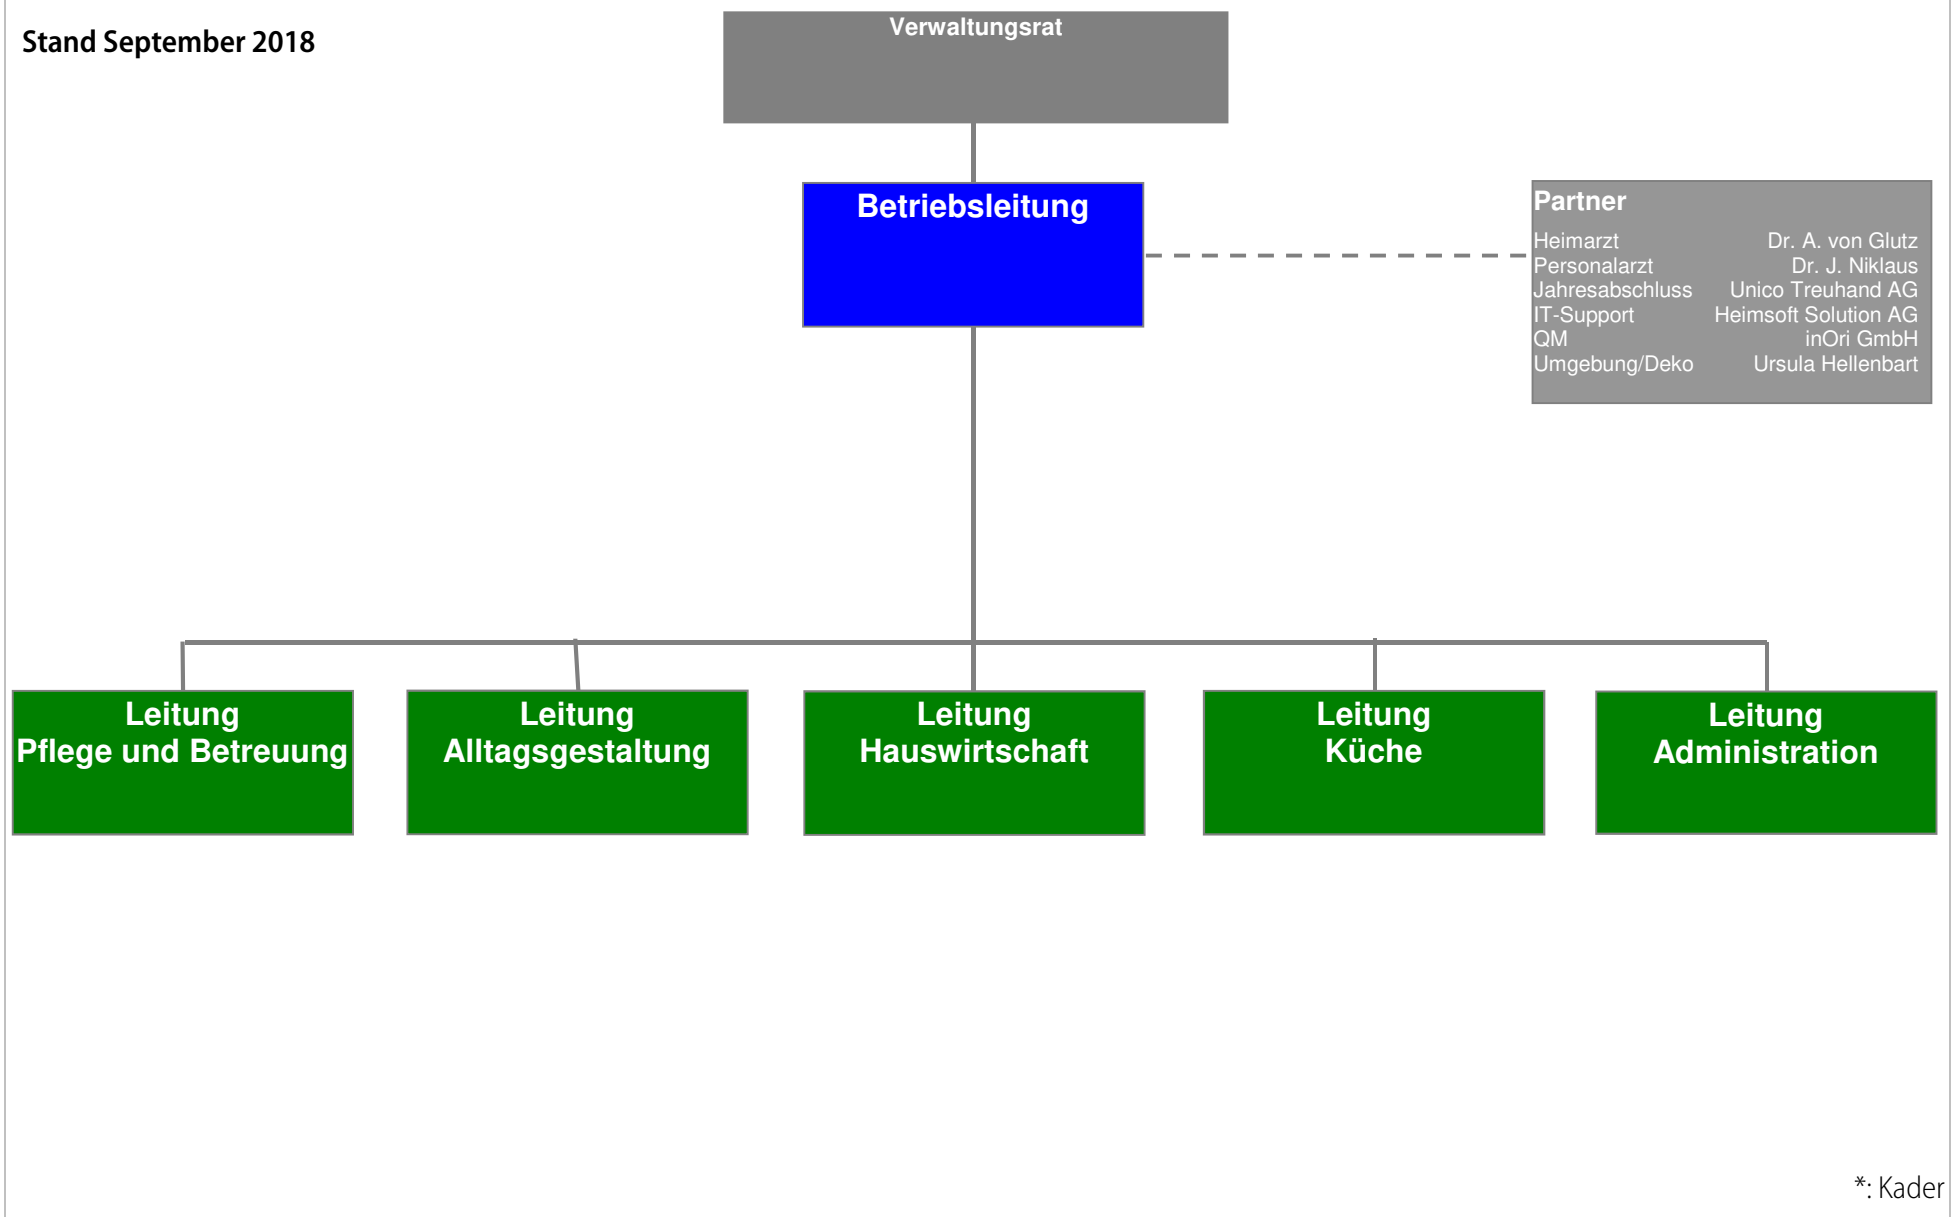 Stand September 2018
Verwaltungsrat
Betriebsleitung
Partner
Heimarzt Dr. A. von Glutz
Personalarzt Dr. J. Niklaus
Jahresabschluss Unico Treuhand AG
IT-Support Heimsoft Solution AG
QM inOri GmbH
Umgebung/Deko Ursula Hellenbart
Leitung
Pflege und Betreuung
Leitung
Alltagsgestaltung
Leitung
Hauswirtschaft
Leitung
Küche
Leitung
Administration
*: Kader